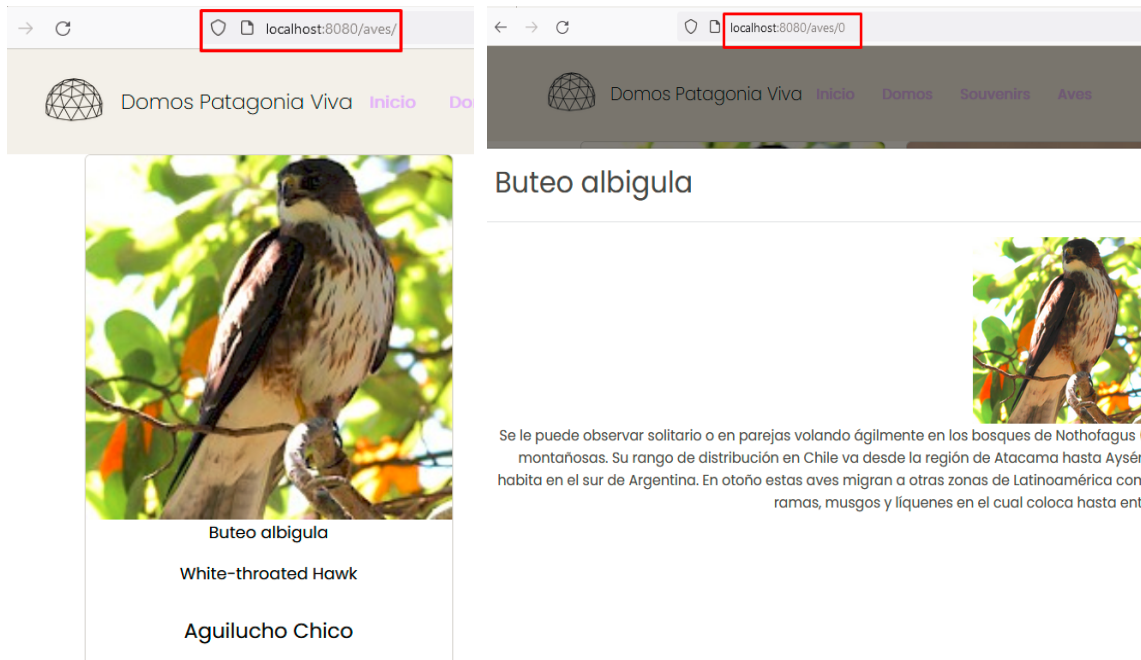 localhost:8080/aves/
Domos Patagonia Viva Inicio Do
Buteo albigula
White-throated Hawk
Aguilucho Chico
localhost:8080/aves/0
Domos Patagonia Viva Inicio Domos Souvenirs Aves
Buteo albigula
Se le puede observar solitario o en parejas volando ágilmente en los bosques de Nothofagus
montañosas. Su rango de distribución en Chile va desde la región de Atacama hasta Aysén
habita en el sur de Argentina. En otoño estas aves migran a otras zonas de Latinoamérica com
ramas, musgos y líquenes en el cual coloca hasta ent